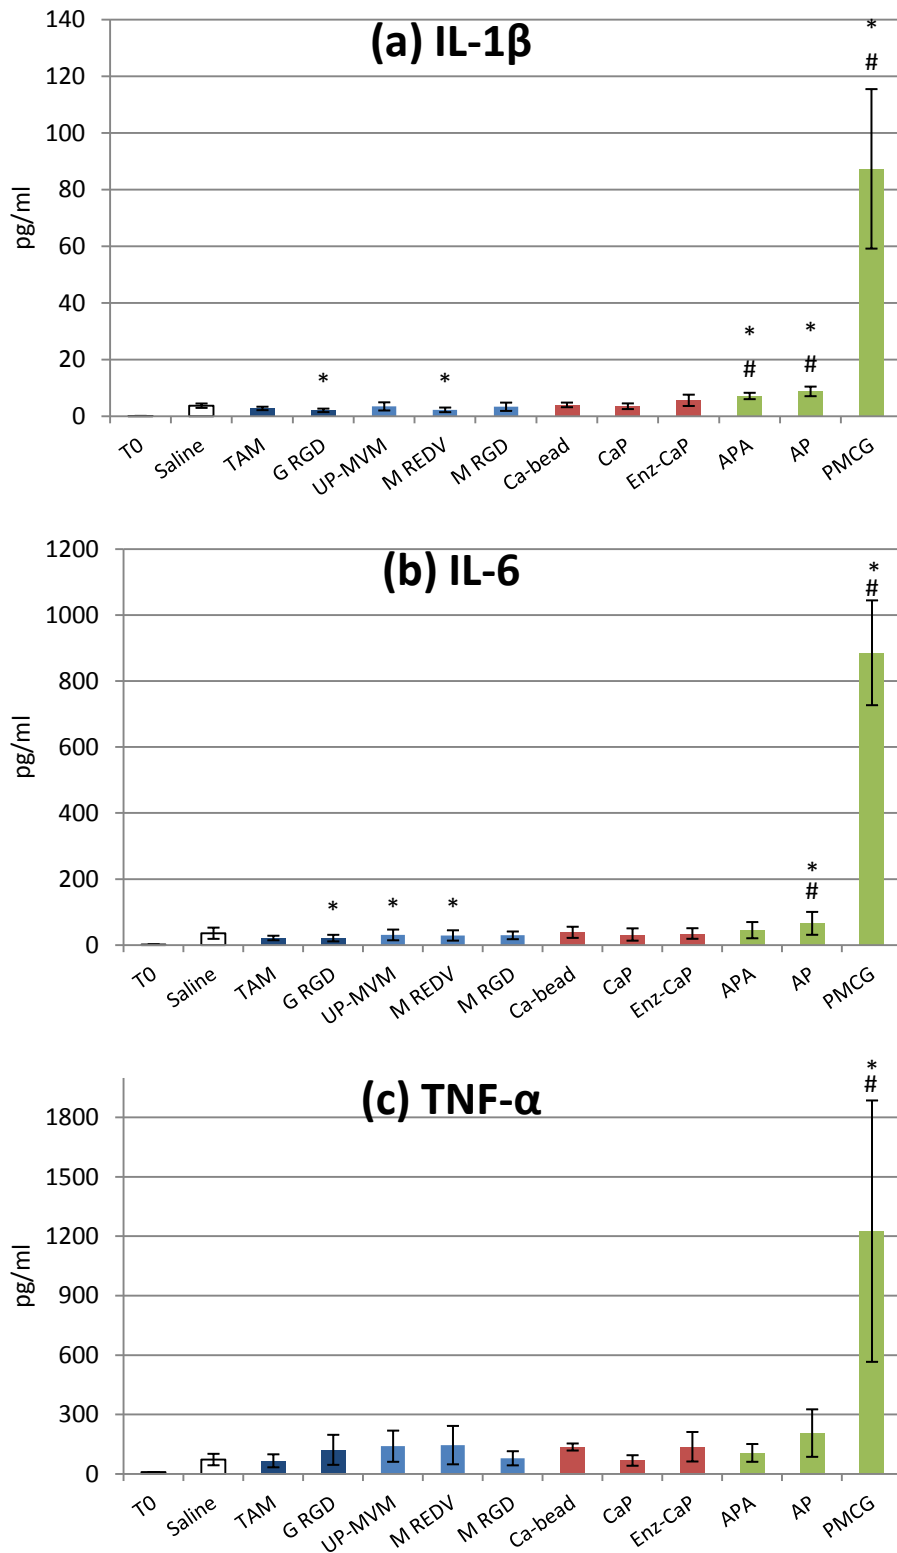 (a) IL-1β
140
120
100
80
60
40
20
0
pg/ml
*
#
*
*
*
#
*
#
T0
Saline
TAM
G RGD
UP-MVM
M REDV
M RGD
Ca-bead
CaP
Enz-CaP
APA
AP
PMCG
(b) IL-6
1200
1000
800
600
400
200
0
pg/ml
*
#
*
*
*
*
#
T0
Saline
TAM
G RGD
UP-MVM
M REDV
M RGD
Ca-bead
CaP
Enz-CaP
APA
AP
PMCG
(c) TNF-α
1800
1500
1200
900
600
300
0
pg/ml
*
#
T0
Saline
TAM
G RGD
UP-MVM
M REDV
M RGD
Ca-bead
CaP
Enz-CaP
APA
AP
PMCG